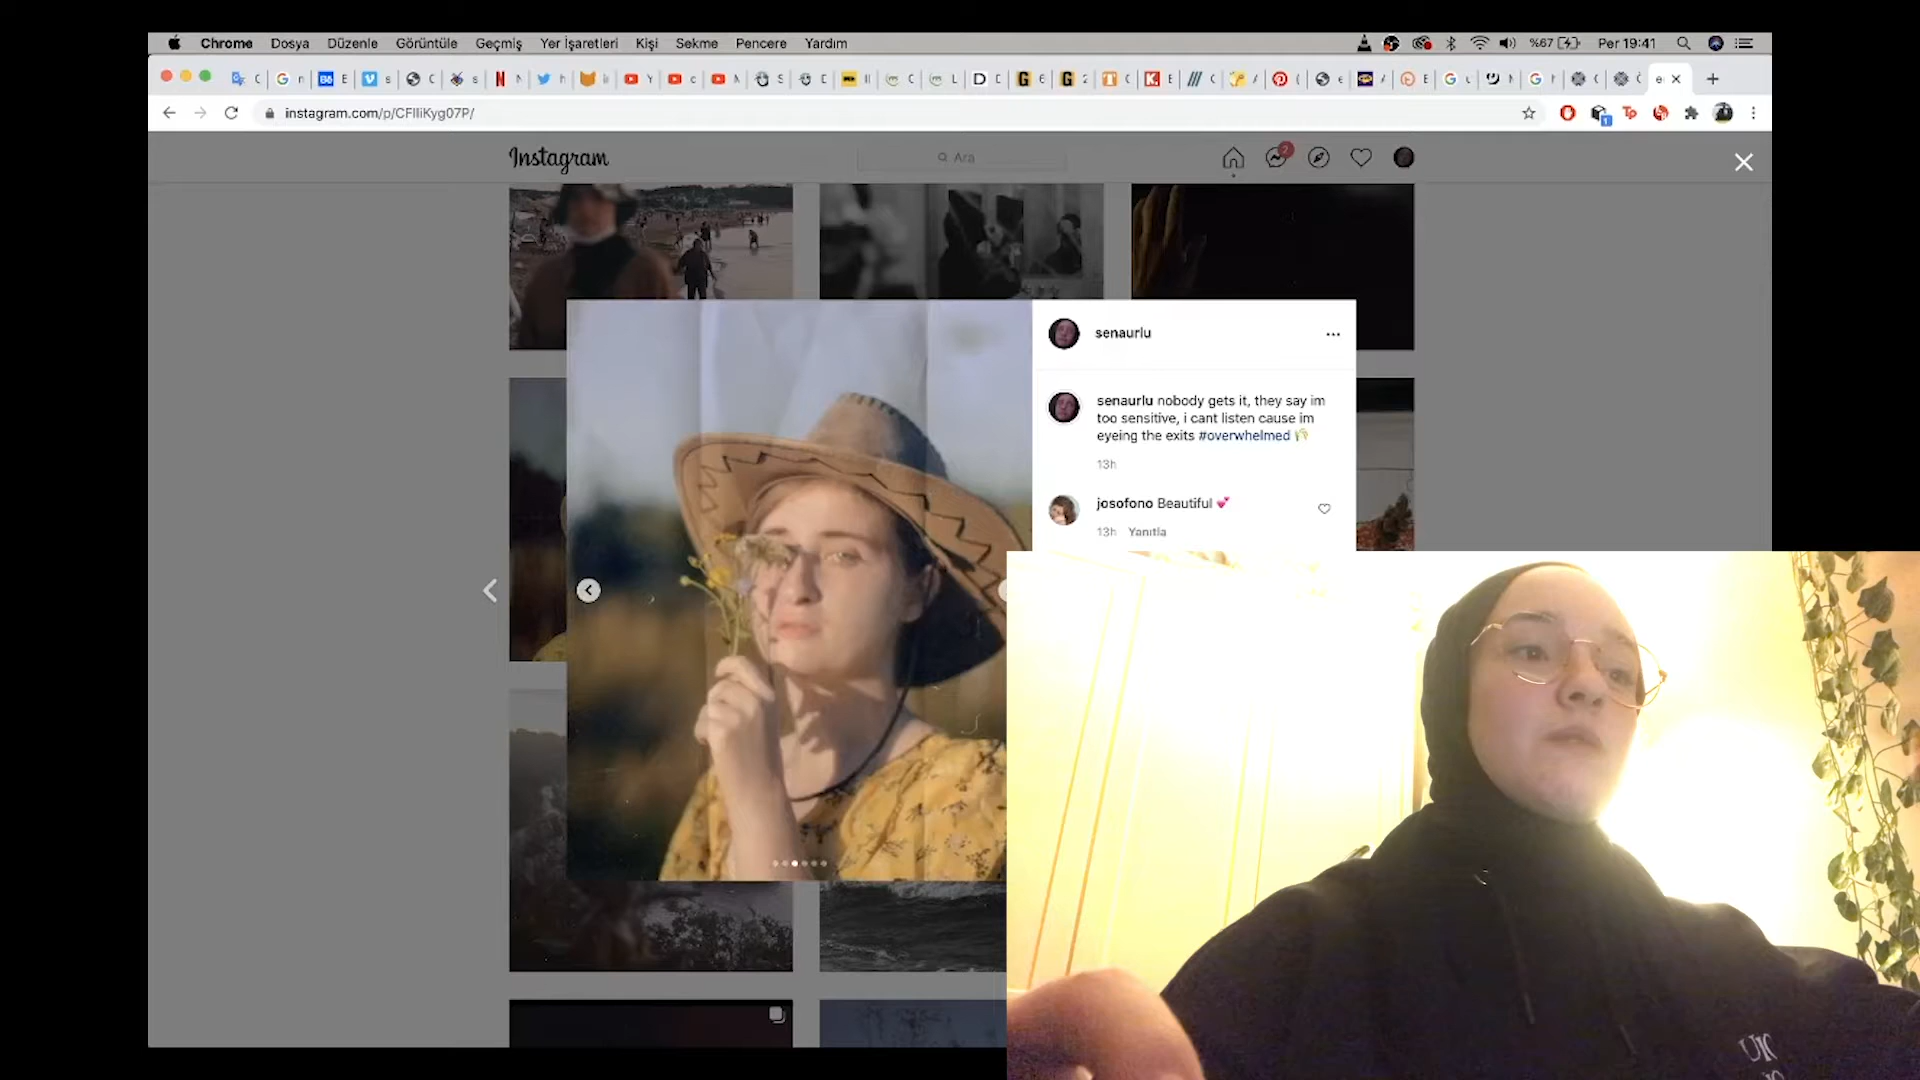 Chrome Dosya Düzenle Görüntüle Geçmiş Yer İşaretleri Kişi Sekme Pencere Yardım %67 Per 19:41
instagram.com/p/CFIliKyg07P/
Instagram
Ara
2
senaurlu
senaurlu nobody gets it, they say im
too sensitive, i cant listen cause im
eyeing the exits #overwhelmed
13h
josofono Beautiful
13h Yanıtla